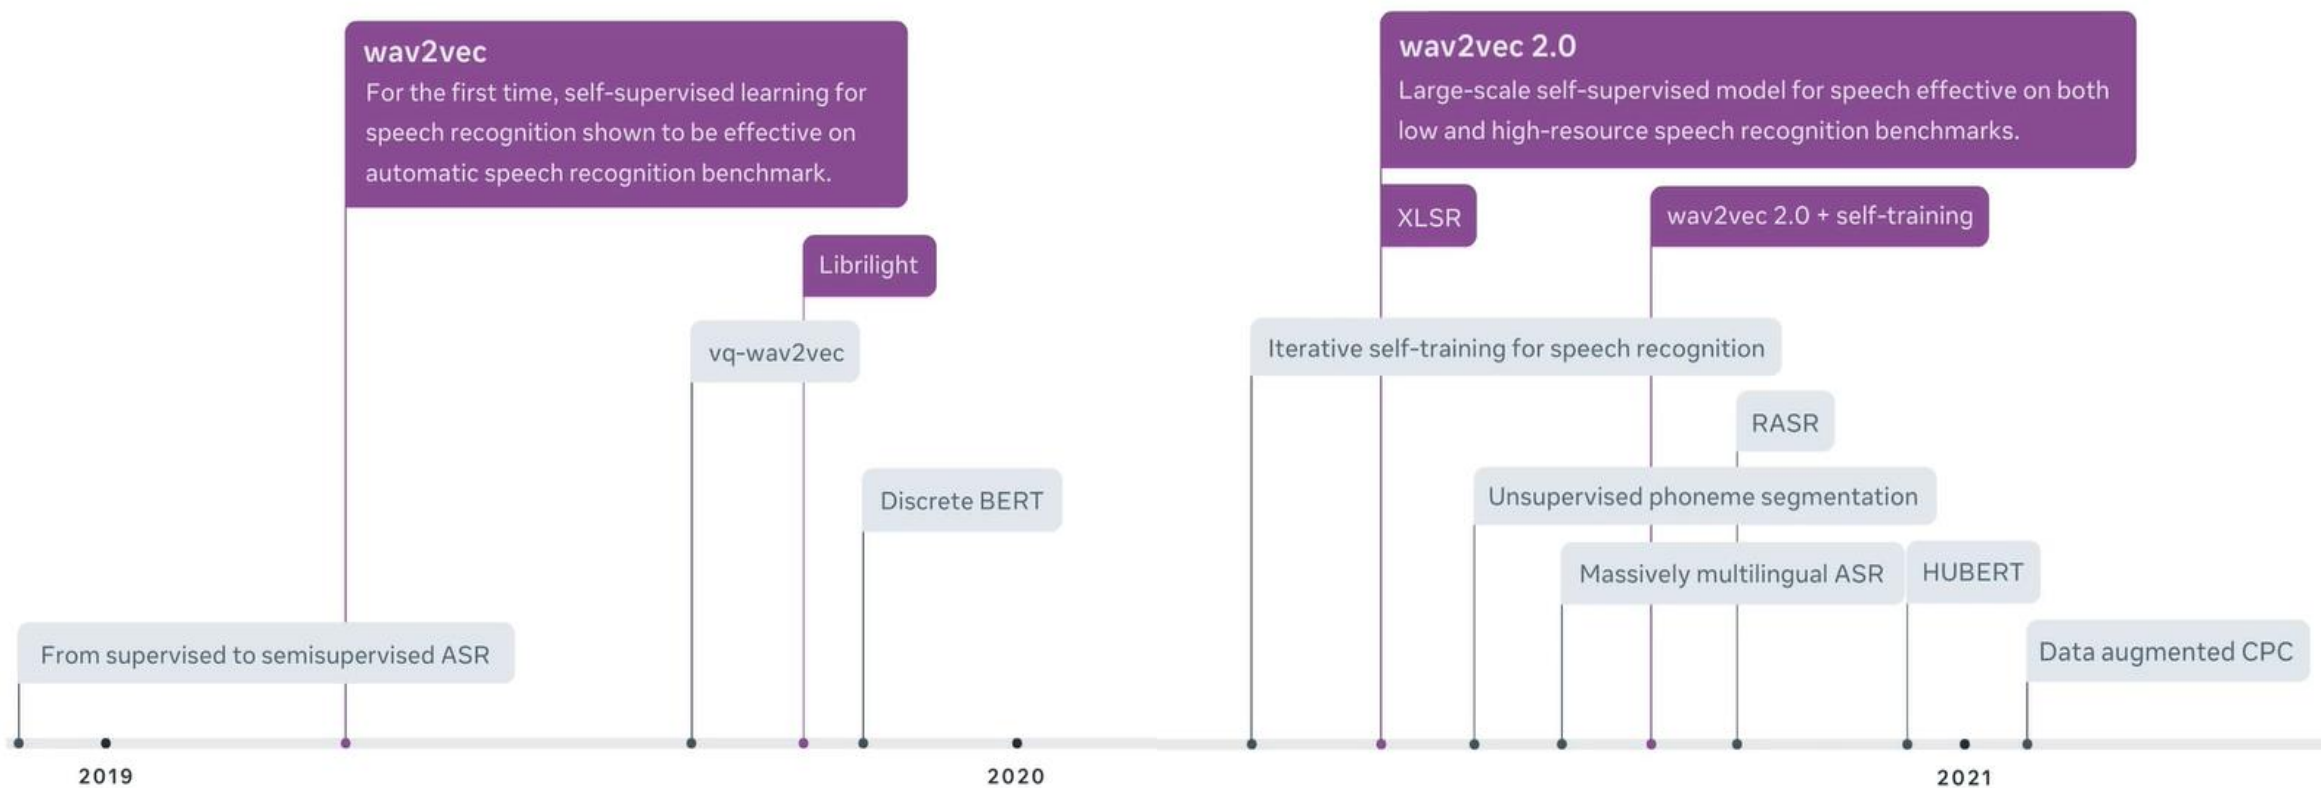 wav2vec
For the first time, self-supervised learning for
speech recognition shown to be effective on
automatic speech recognition benchmark.
Librilight
vq-wav2vec
Discrete BERT
From supervised to semisupervised ASR
wav2vec 2.0
Large-scale self-supervised model for speech effective on both
low and high-resource speech recognition benchmarks.
XLSR
wav2vec 2.0 + self-training
Iterative self-training for speech recognition
RASR
Unsupervised phoneme segmentation
Massively multilingual ASR
HUBERT
Data augmented CPC
2019
2020
2021